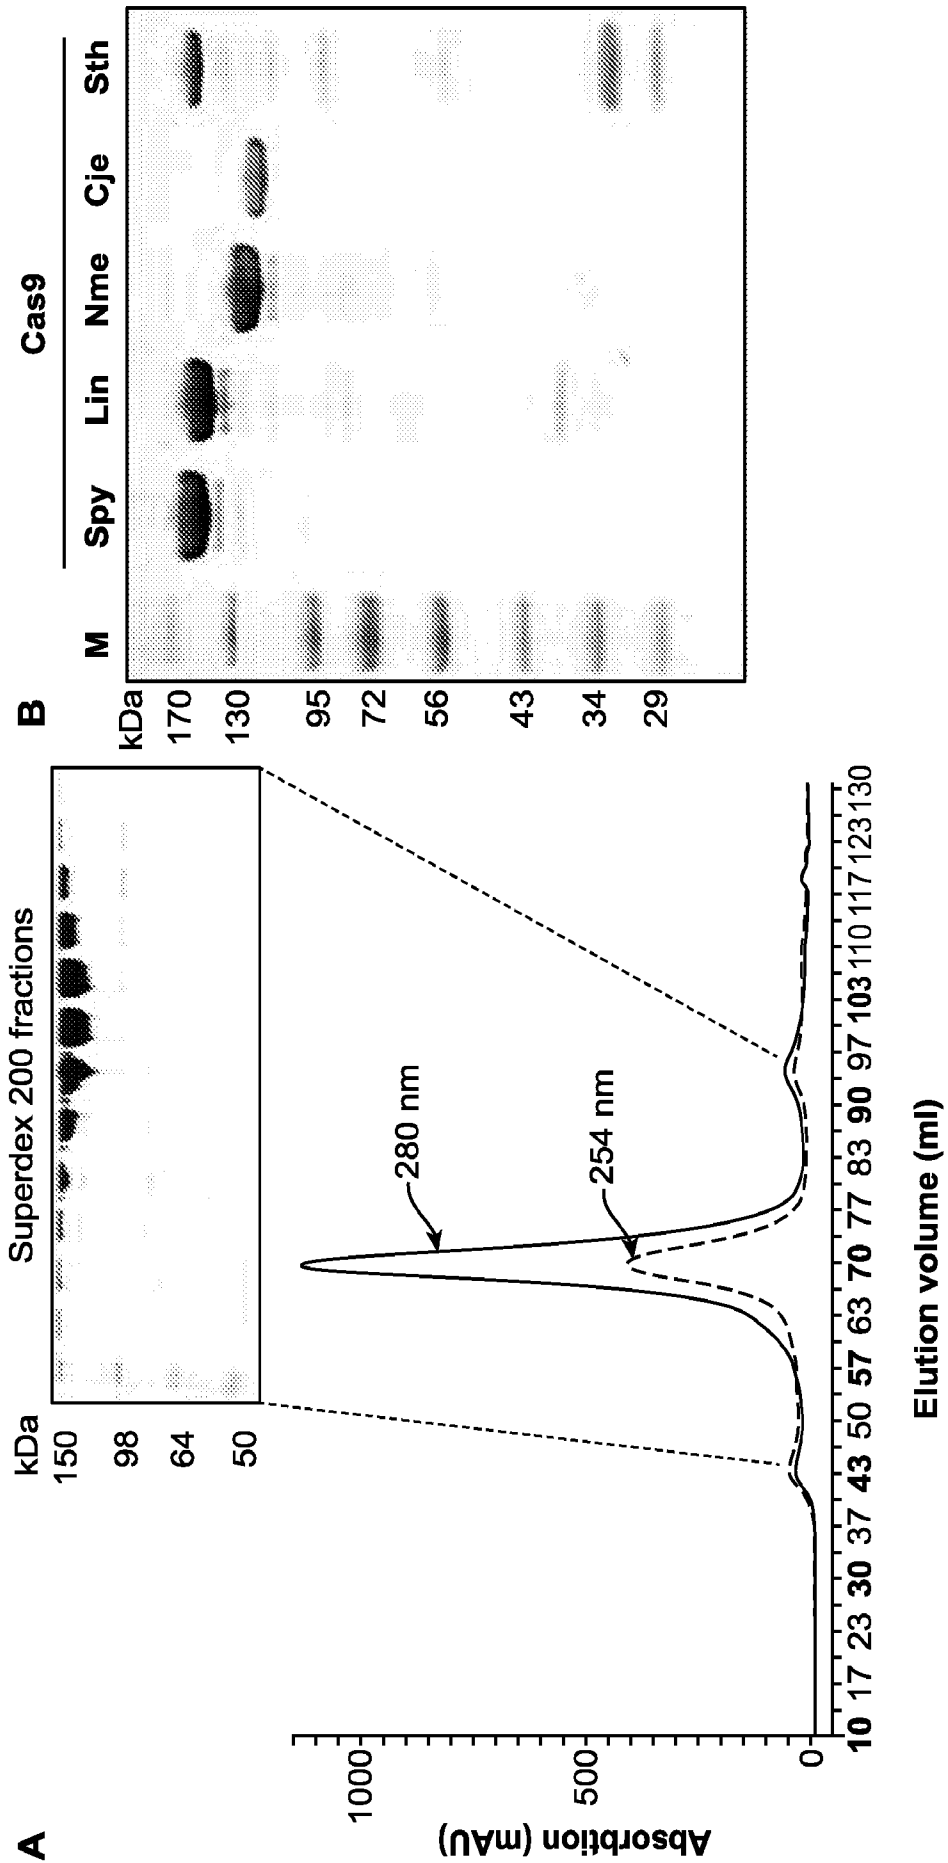 A
Superdex 200 fractions
kDa
150
98
64
50
Absorbtion (mAU)
1000
500
0
280 nm
254 nm
10 17 23 30 37 43 50 57 63 70 77 83 90 97 103 110 117 123 130
Elution volume (ml)
B
Cas9
M Spy Lin Nme Cje Sth
kDa
170
130
95
72
56
43
34
29